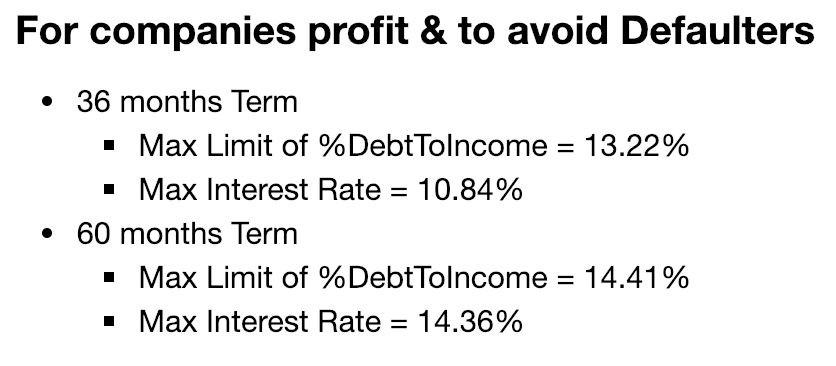 For companies profit & to avoid Defaulters
• 36 months Term
▪ Max Limit of %DebtToIncome = 13.22%
▪ Max Interest Rate = 10.84%
• 60 months Term
▪ Max Limit of %DebtToIncome = 14.41%
▪ Max Interest Rate = 14.36%